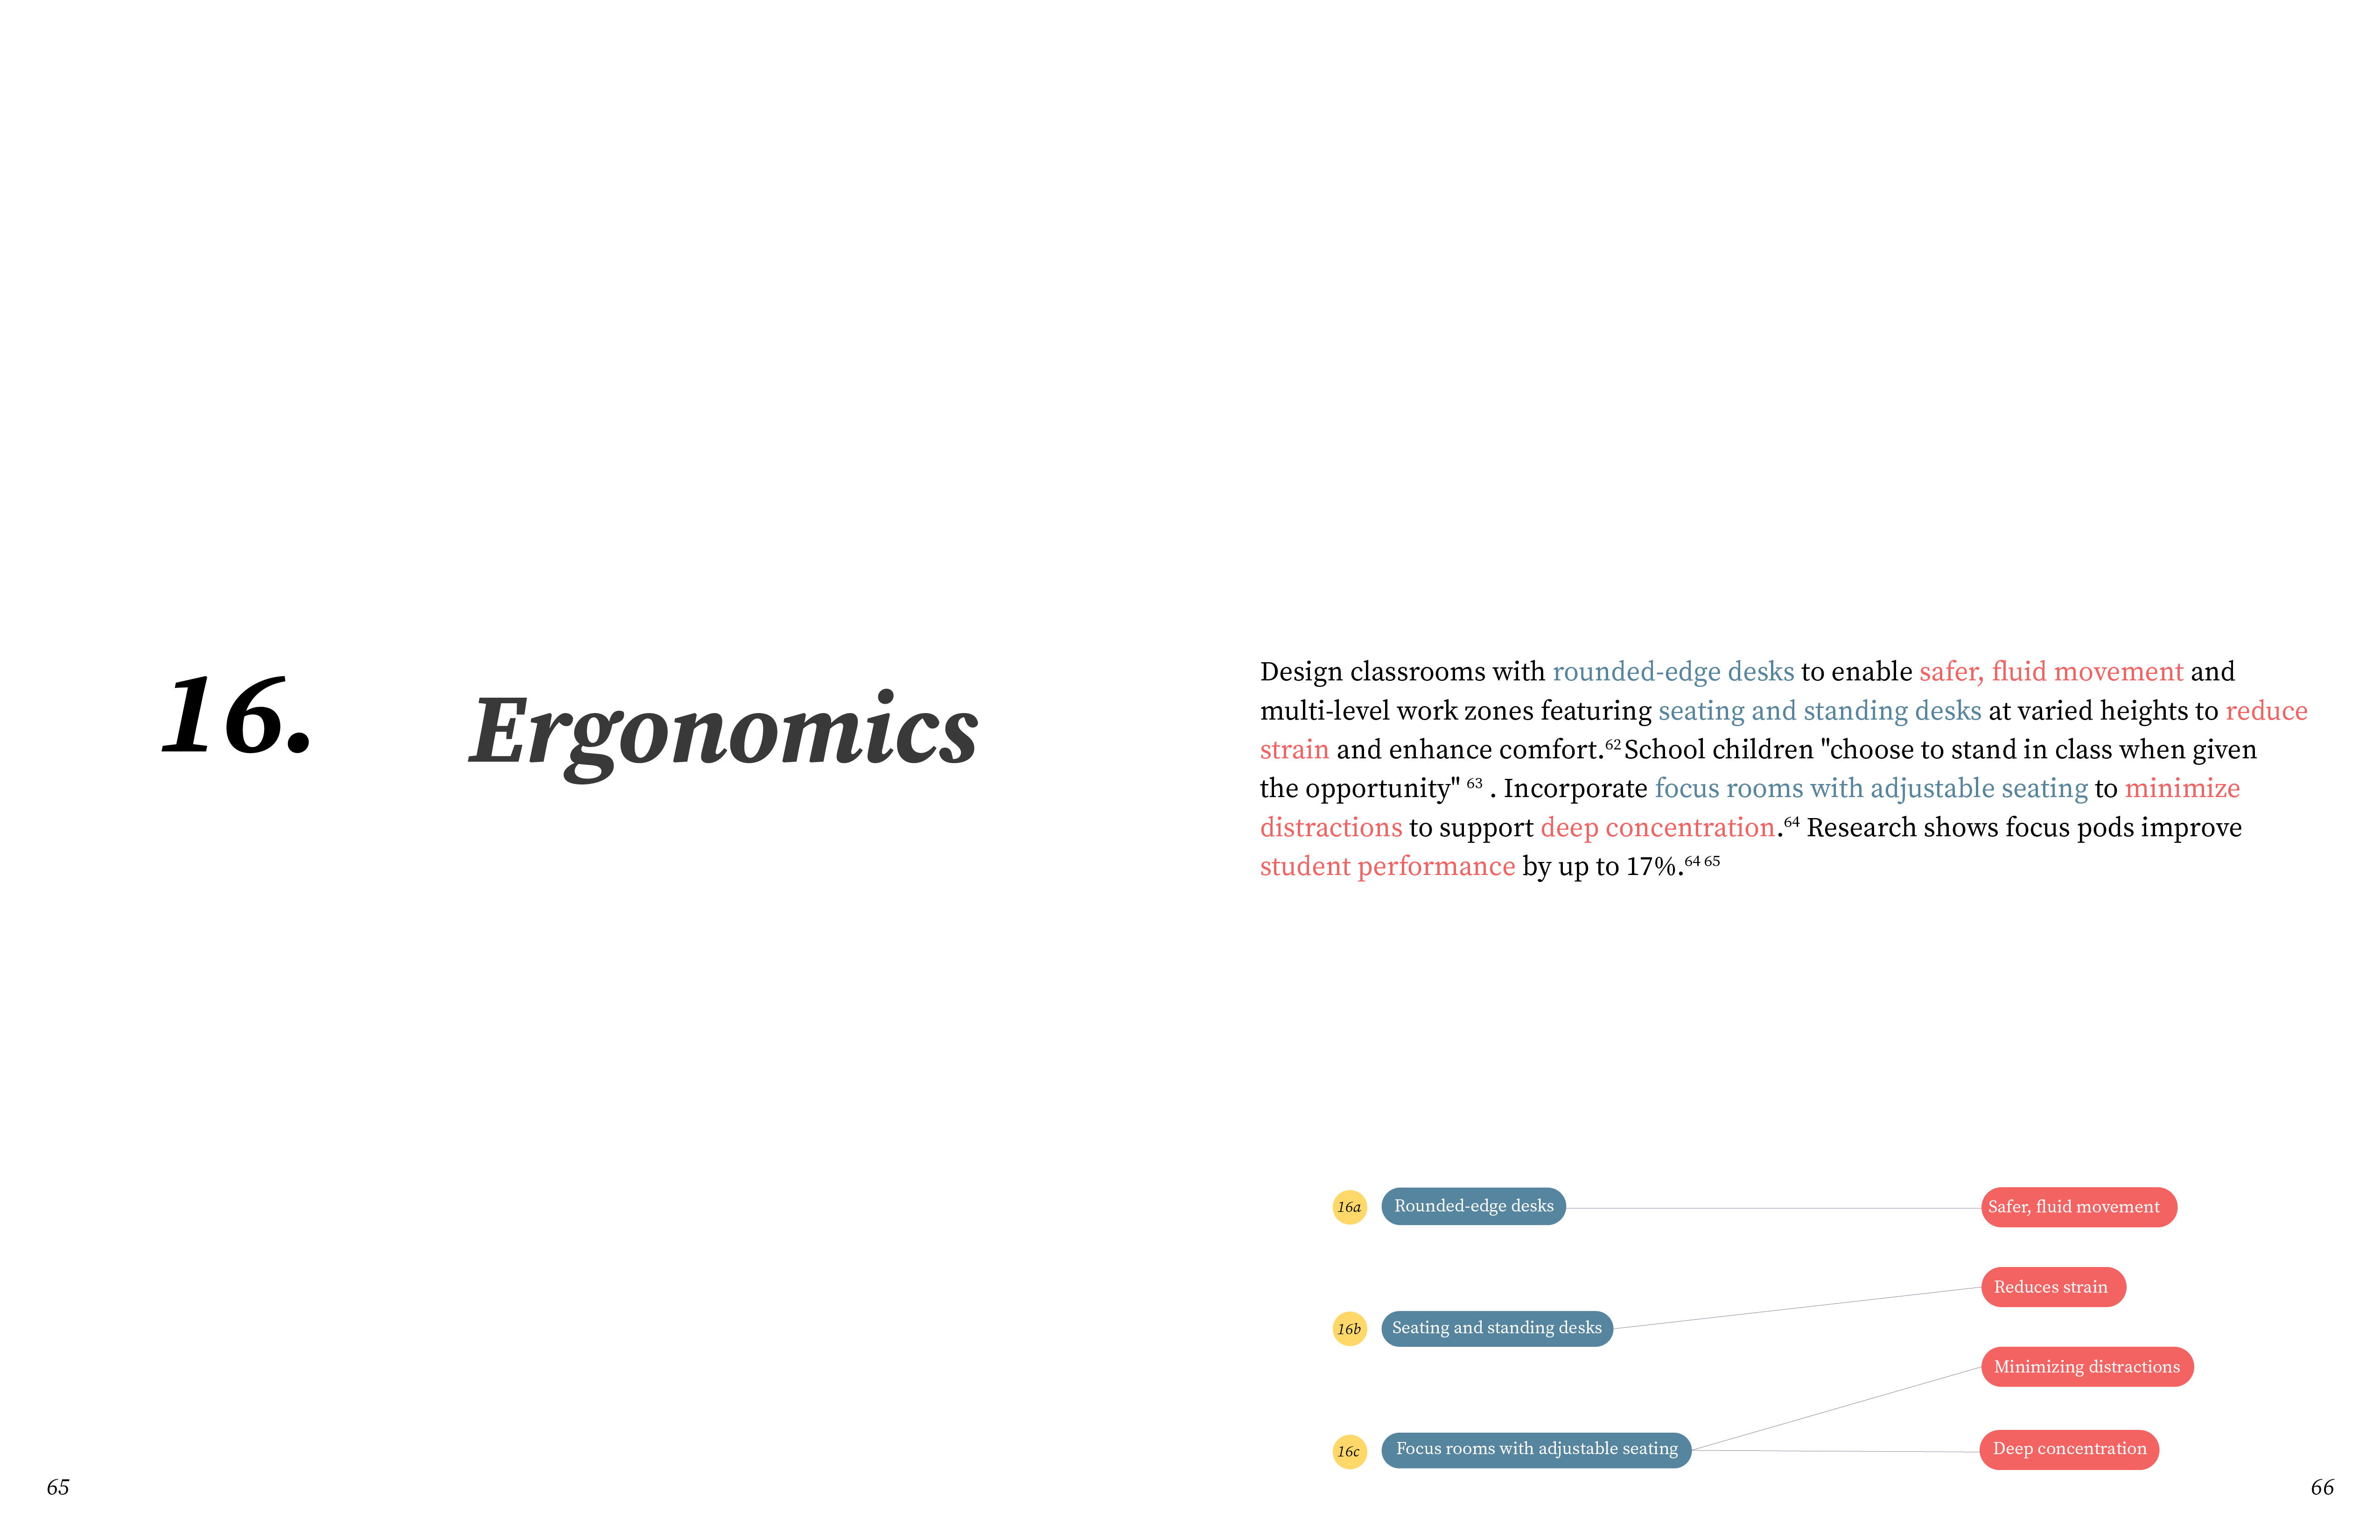 16.
Ergonomics
Design classrooms with rounded-edge desks to enable safer, fluid movement and
multi-level work zones featuring seating and standing desks at varied heights to reduce
strain and enhance comfort.62 School children "choose to stand in class when given
the opportunity" 63 . Incorporate focus rooms with adjustable seating to minimize
distractions to support deep concentration.64 Research shows focus pods improve
student performance by up to 17%.64 65
16a Rounded-edge desks Safer, fluid movement
Reduces strain
16b Seating and standing desks
Minimizing distractions
16c Focus rooms with adjustable seating Deep concentration
65
66